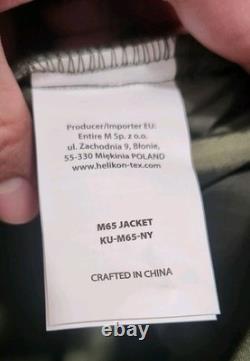 Producer/Importer EU:
Entire M Sp. z o.o.
ul. Zachodnia 9, Błonie,
55-330 Miękinia POLAND
www.helikon-tex.com
M65 JACKET
KU-M65-NY
CRAFTED IN CHINA
ebay